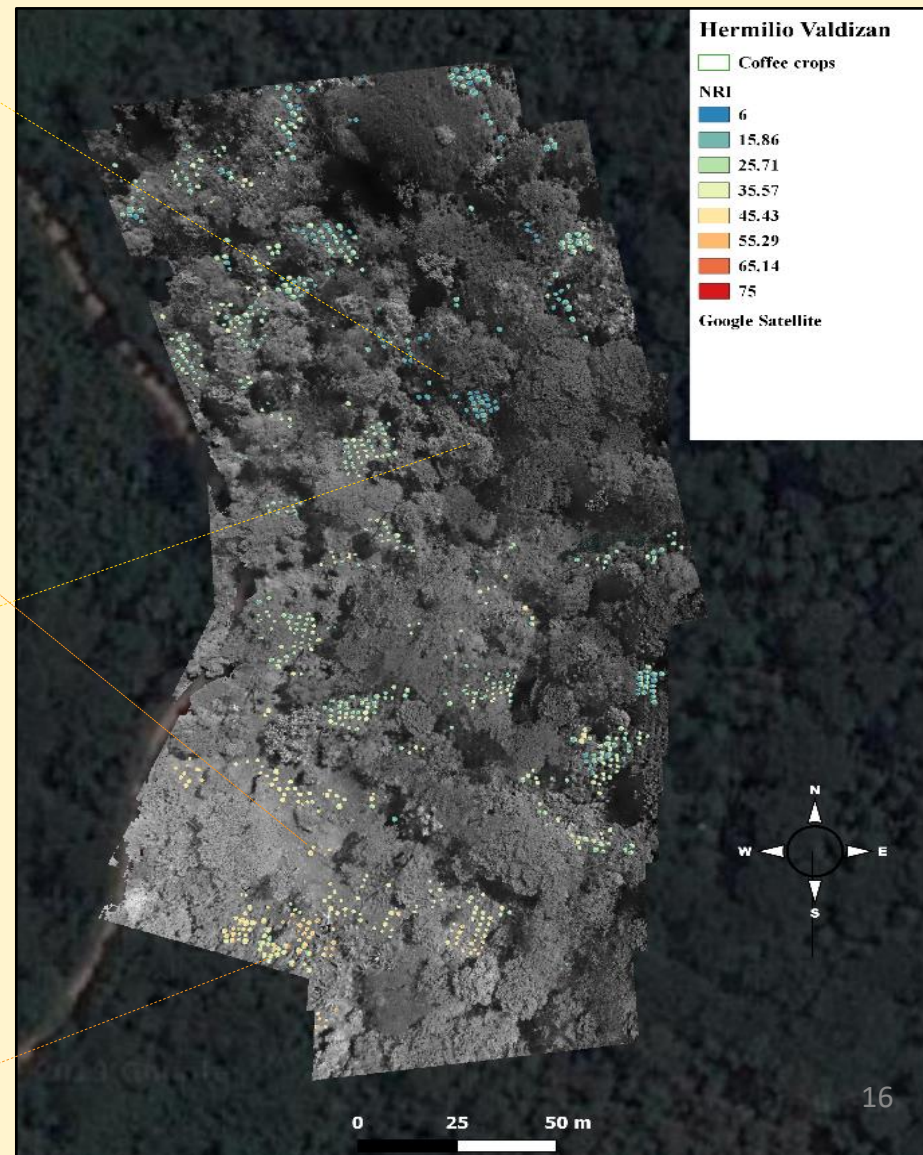 Hermilio Valdizan
Coffee crops
NRI
6
15.86
25.71
35.57
45.43
55.29
65.14
75
Google Satellite
N
W
E
S
16
0
25
50 m